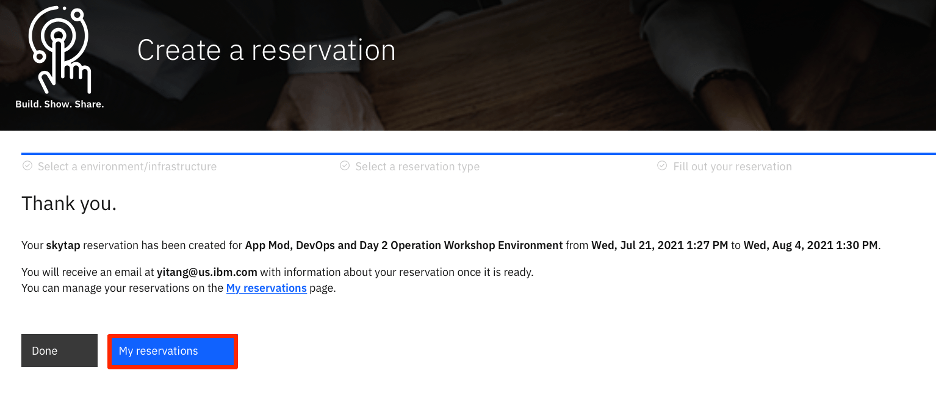 Create a reservation
Build. Show. Share.
Select a environment/infrastructure
Select a reservation type
Fill out your reservation
Thank you.
Your skytap reservation has been created for App Mod, DevOps and Day 2 Operation Workshop Environment from Wed, Jul 21, 2021 1:27 PM to Wed, Aug 4, 2021 1:30 PM.
You will receive an email at yitang@us.ibm.com with information about your reservation once it is ready.
You can manage your reservations on the My reservations page.
Done
My reservations